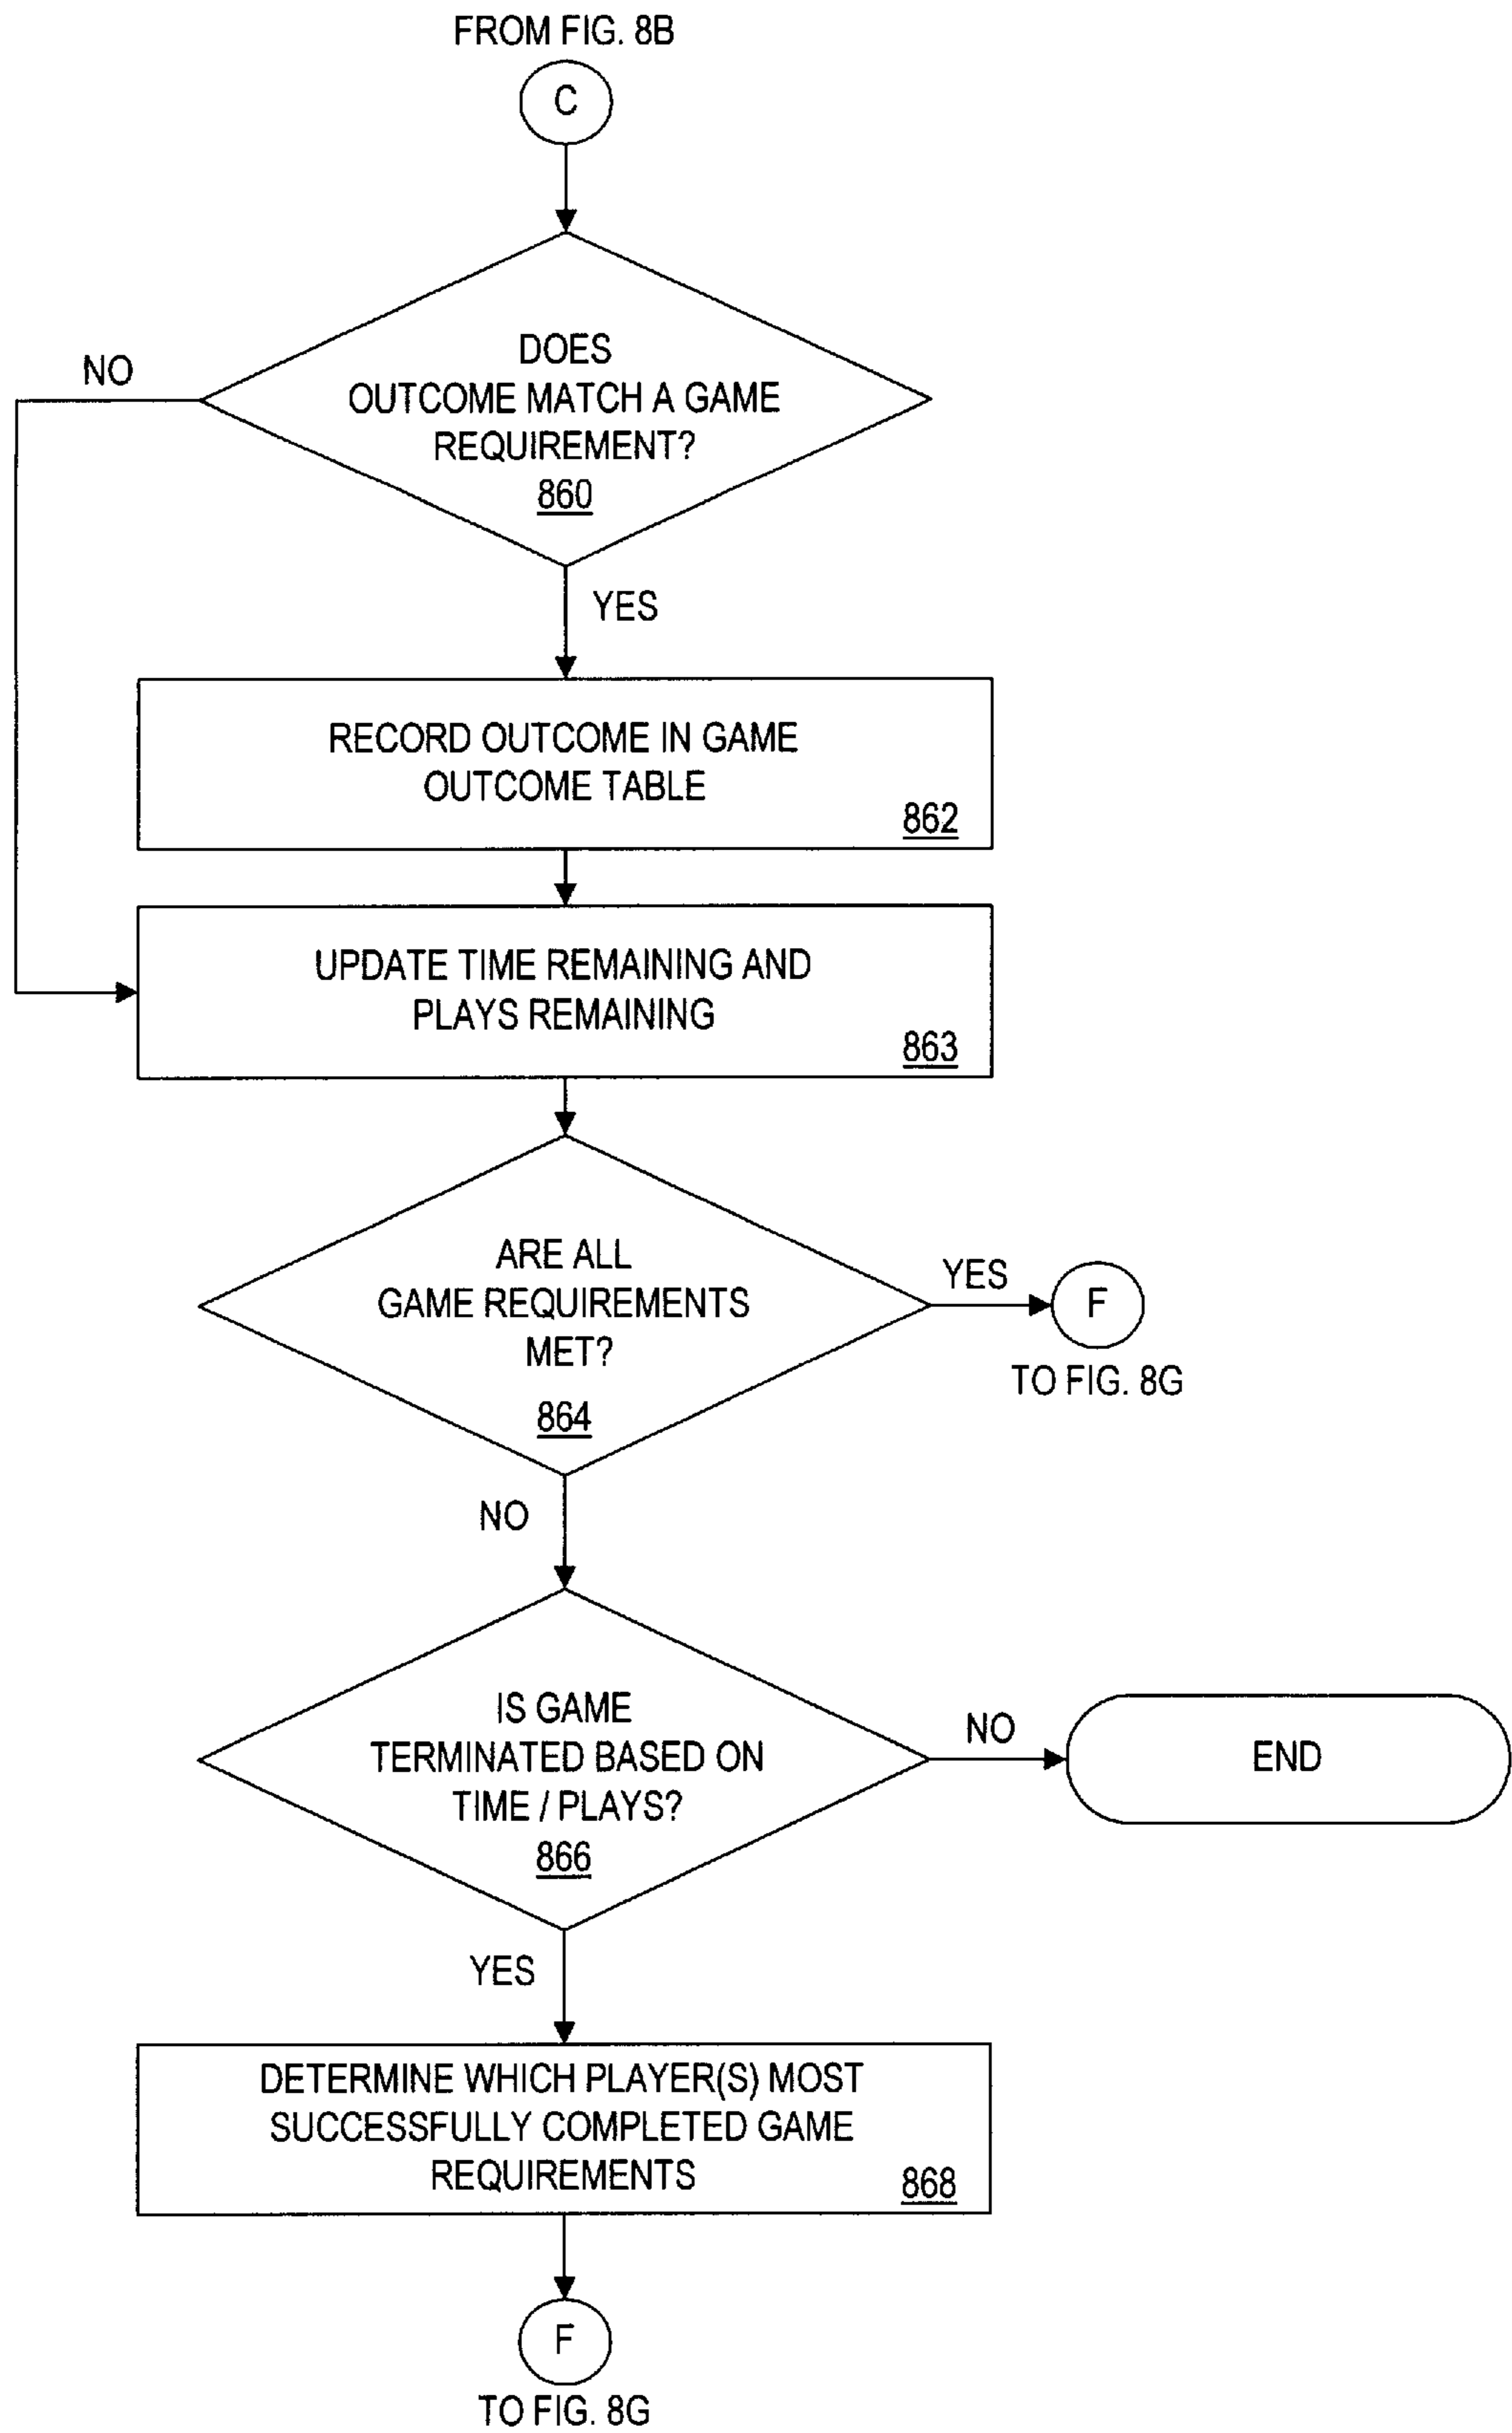 FROM FIG. 8B
C
DOES
OUTCOME MATCH A GAME
REQUIREMENT?
860
NO
YES
RECORD OUTCOME IN GAME
OUTCOME TABLE
862
UPDATE TIME REMAINING AND
PLAYS REMAINING
863
ARE ALL
GAME REQUIREMENTS
MET?
864
YES
F
TO FIG. 8G
NO
IS GAME
TERMINATED BASED ON
TIME / PLAYS?
866
NO
END
YES
DETERMINE WHICH PLAYER(S) MOST
SUCCESSFULLY COMPLETED GAME
REQUIREMENTS
868
F
TO FIG. 8G